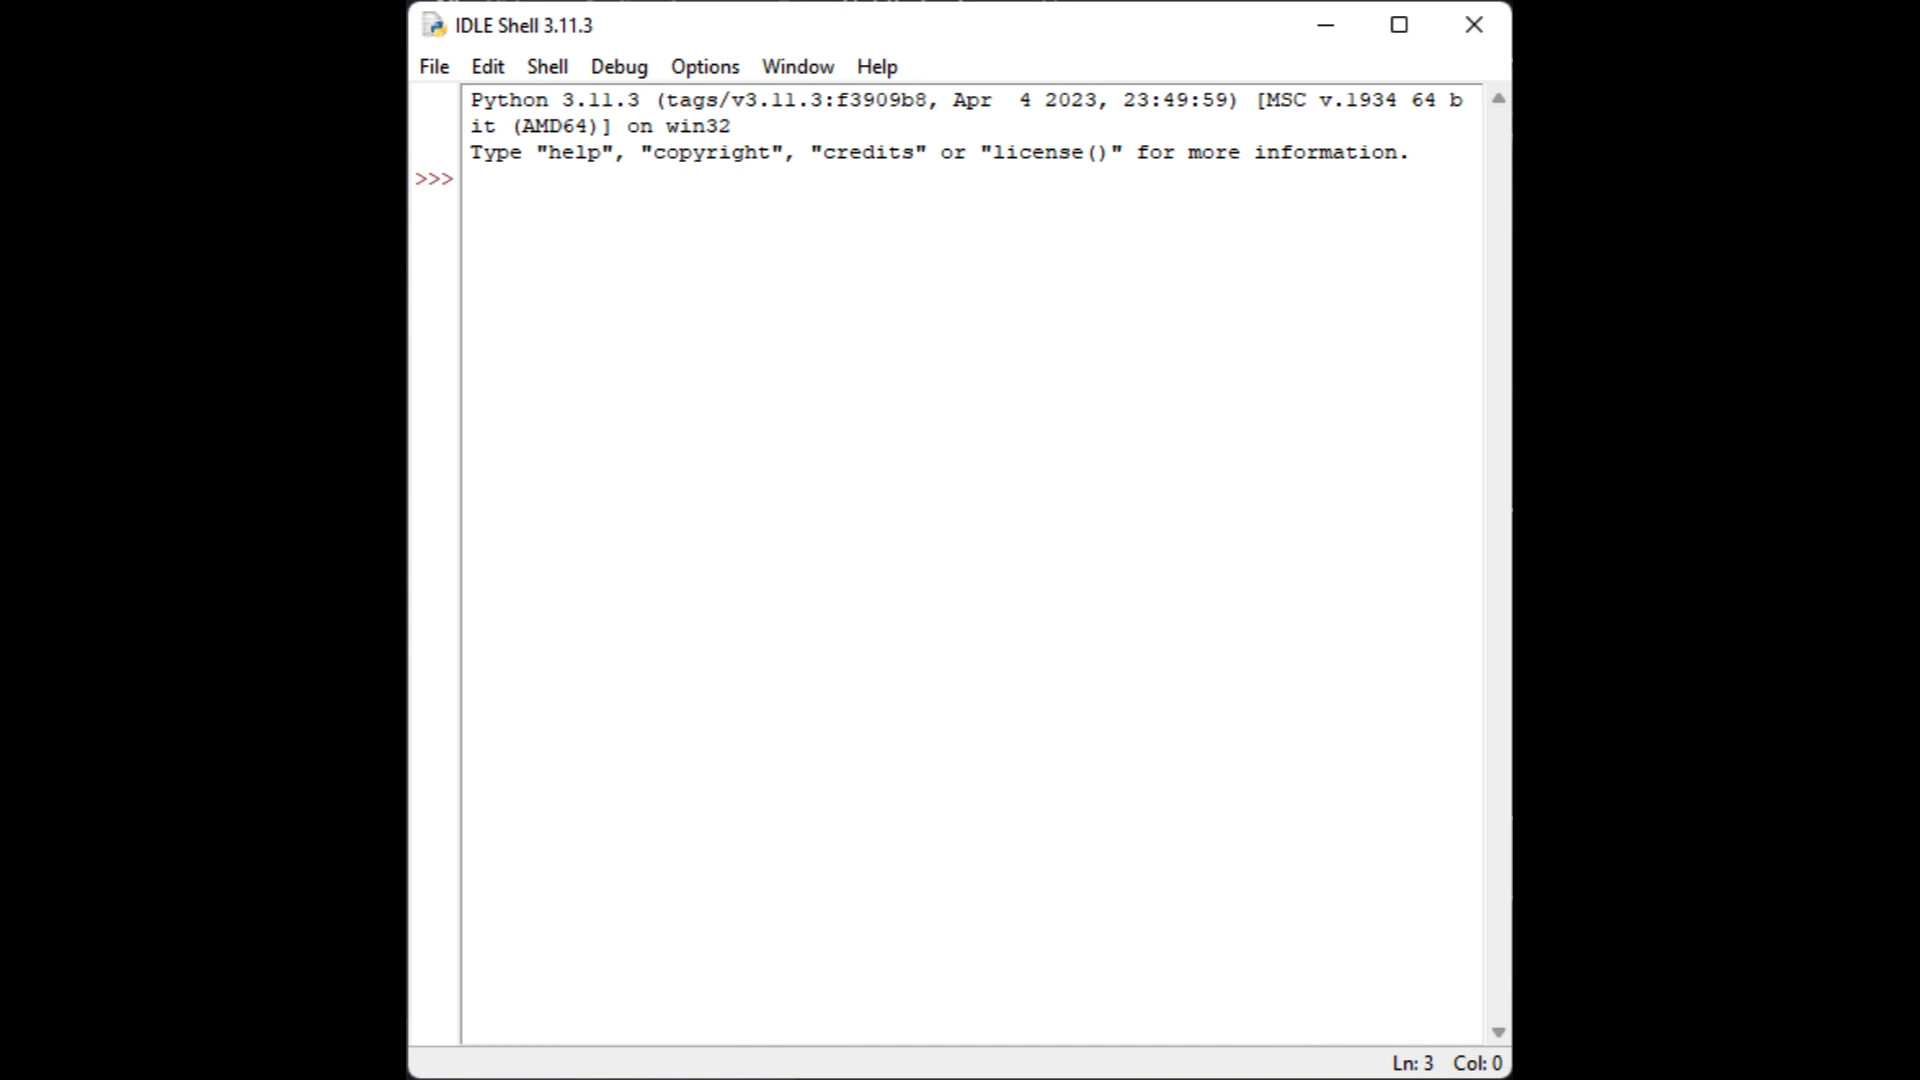 IDLE Shell 3.11.3
File Edit Shell Debug Options Window Help
Python 3.11.3 (tags/v3.11.3:f3909b8, Apr  4 2023, 23:49:59) [MSC v.1934 64 b
it (AMD64)] on win32
Type "help", "copyright", "credits" or "license()" for more information.
>>>
Ln: 3 Col: 0